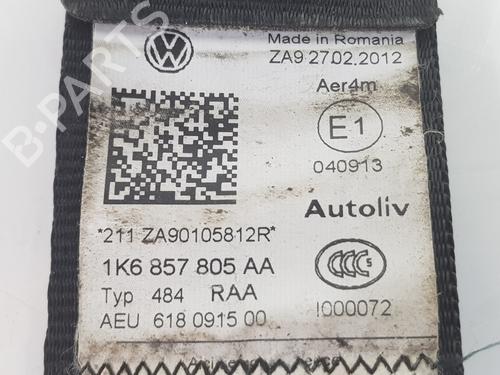 Made in Romania
ZA9 27.02.2012
Aer4m
E1
040913
Autoliv
*211 ZA90105812R*
1K6 857 805 AA
Typ 484 RAA
AEU 618 0915 00
CCC S
I000072
B-PARTS